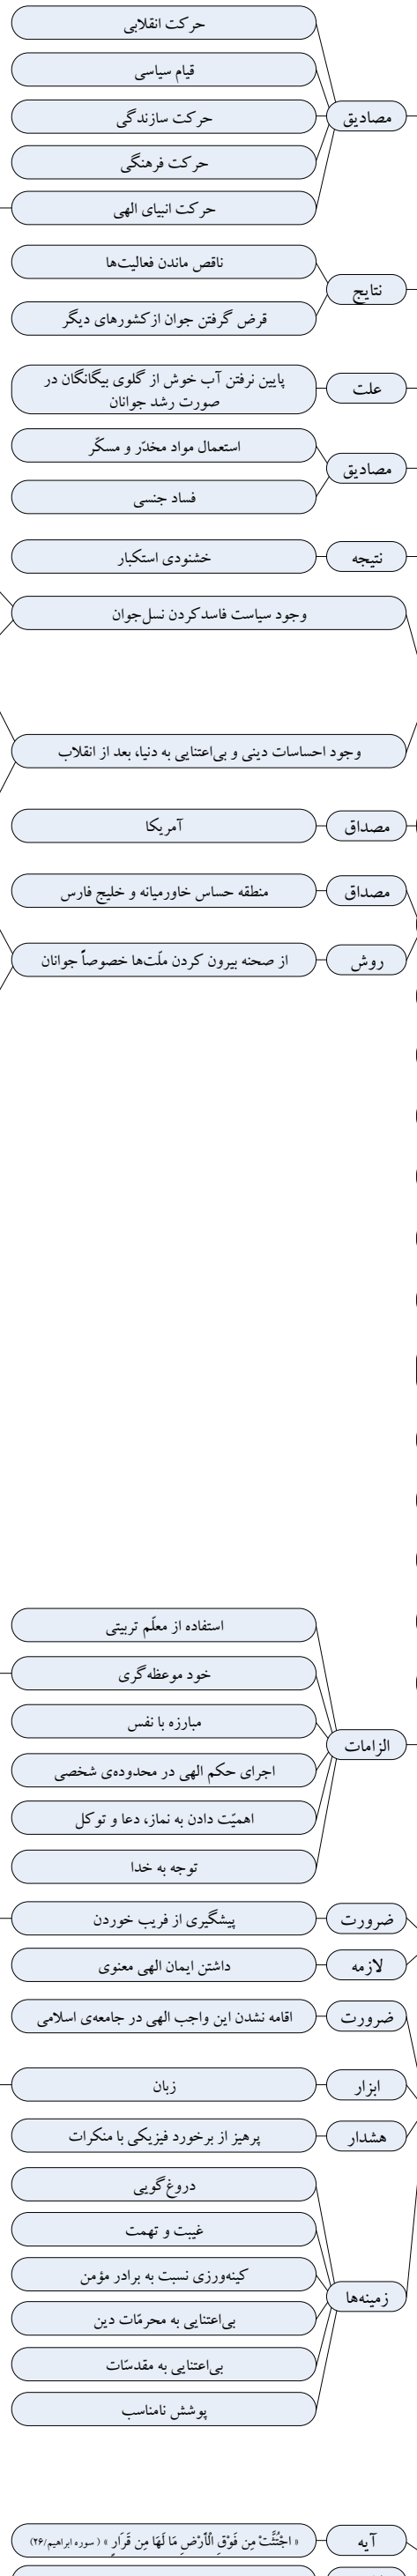 مصادیق
حرکت انقلابی
قیام سیاسی
حرکت سازندگی
حرکت فرهنگی
حرکت انبیای الهی
نتایج
ناقص ماندن فعالیت‌ها
قرض گرفتن جوان از کشورهای دیگر
علت
پایین نرفتن آب خوش از گلوی بیگانگان در
صورت رشد جوانان
مصادیق
استعمال مواد مخدّر و مسکّر
فساد جنسی
نتیجه
خشنودی استکبار
وجود سیاست فاسد کردن نسل جوان
وجود احساسات دینی و بی‌اعتنایی به دنیا، بعد از انقلاب
مصداق
آمریکا
مصداق
منطقه حساس خاورمیانه و خلیج فارس
روش
از صحنه بیرون کردن ملّت‌ها خصوصاً جوانان
الزامات
استفاده از معلّم تربیتی
خود موعظه‌گری
مبارزه با نفس
اجرای حکم الهی در محدوده‌ی شخصی
اهمیّت دادن به نماز، دعا و توکل
توجه به خدا
ضرورت
پیشگیری از فریب خوردن
لازمه
داشتن ایمان الهی معنوی
ضرورت
اقامه نشدن این واجب الهی در جامعه‌ی اسلامی
ابزار
زبان
هشدار
پرهیز از برخورد فیزیکی با منکرات
زمینه‌ها
دروغ‌گویی
غیبت و تهمت
کینه‌ورزی نسبت به برادر مؤمن
بی‌اعتنایی به محرمّات دین
بی‌اعتنایی به مقدسّات
پوشش نامناسب
آیه
« اجْتُثَّتْ مِن فَوْقِ الْأَرْضِ مَا لَهَا مِن قَرَارٍ » ( سوره ابراهیم/۲۶)